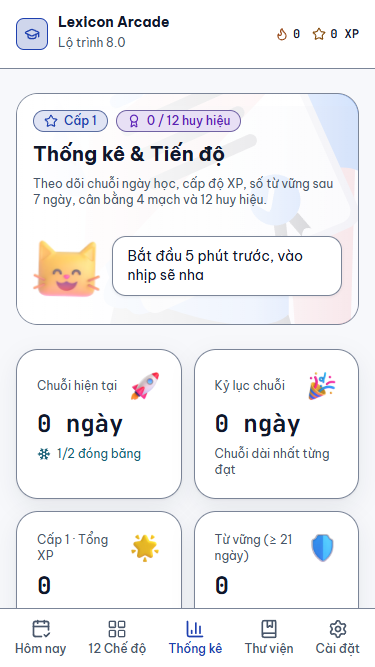 Lexicon Arcade
Lộ trình 8.0
0
0 XP
Cấp 1
0 / 12 huy hiệu
Thống kê & Tiến độ
Theo dõi chuỗi ngày học, cấp độ XP, số từ vững sau
7 ngày, cân bằng 4 mạch và 12 huy hiệu.
Bắt đầu 5 phút trước, vào
nhịp sẽ nha
Chuỗi hiện tại
0 ngày
1/2 đóng băng
Kỷ lục chuỗi
0 ngày
Chuỗi dài nhất từng
đạt
Cấp 1 · Tổng
XP
0
Từ vững (≥ 21
ngày)
0
Hôm nay
12 Chế độ
Thống kê
Thư viện
Cài đặt